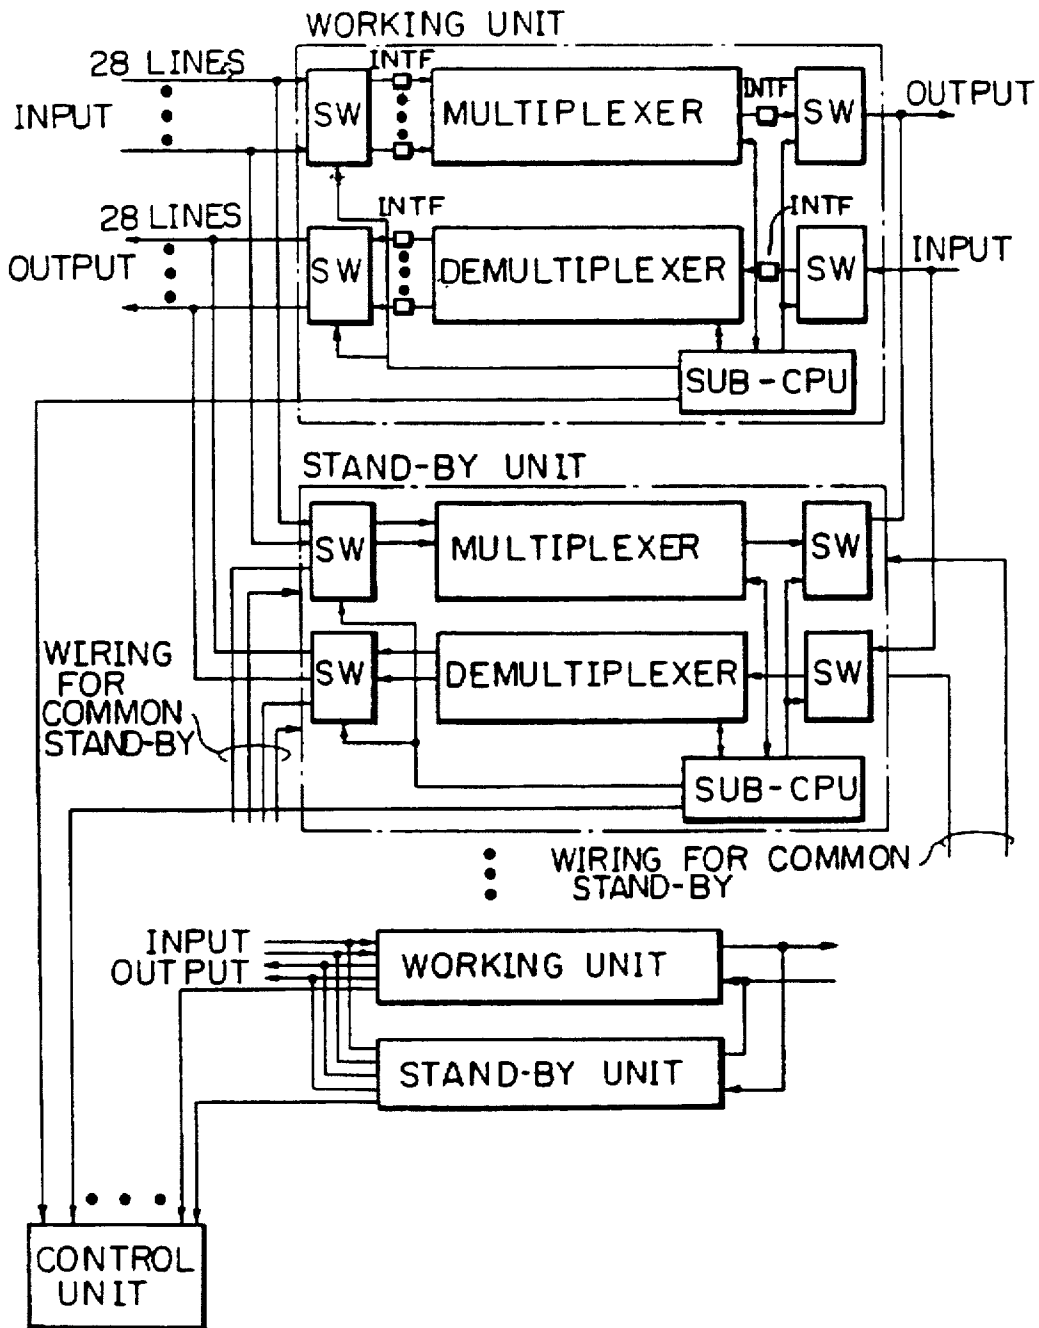 WORKING UNIT
28 LINES
INTF
INPUT
SW
MULTIPLEXER
INTF
SW
OUTPUT
28 LINES
INTF
INTF
OUTPUT
SW
DEMULTIPLEXER
SW
INPUT
SUB-CPU
STAND-BY UNIT
SW
MULTIPLEXER
SW
WIRING
FOR
COMMON
STAND-BY
SW
DEMULTIPLEXER
SW
SUB-CPU
WIRING FOR COMMON
STAND-BY
INPUT
OUTPUT
WORKING UNIT
STAND-BY UNIT
CONTROL
UNIT